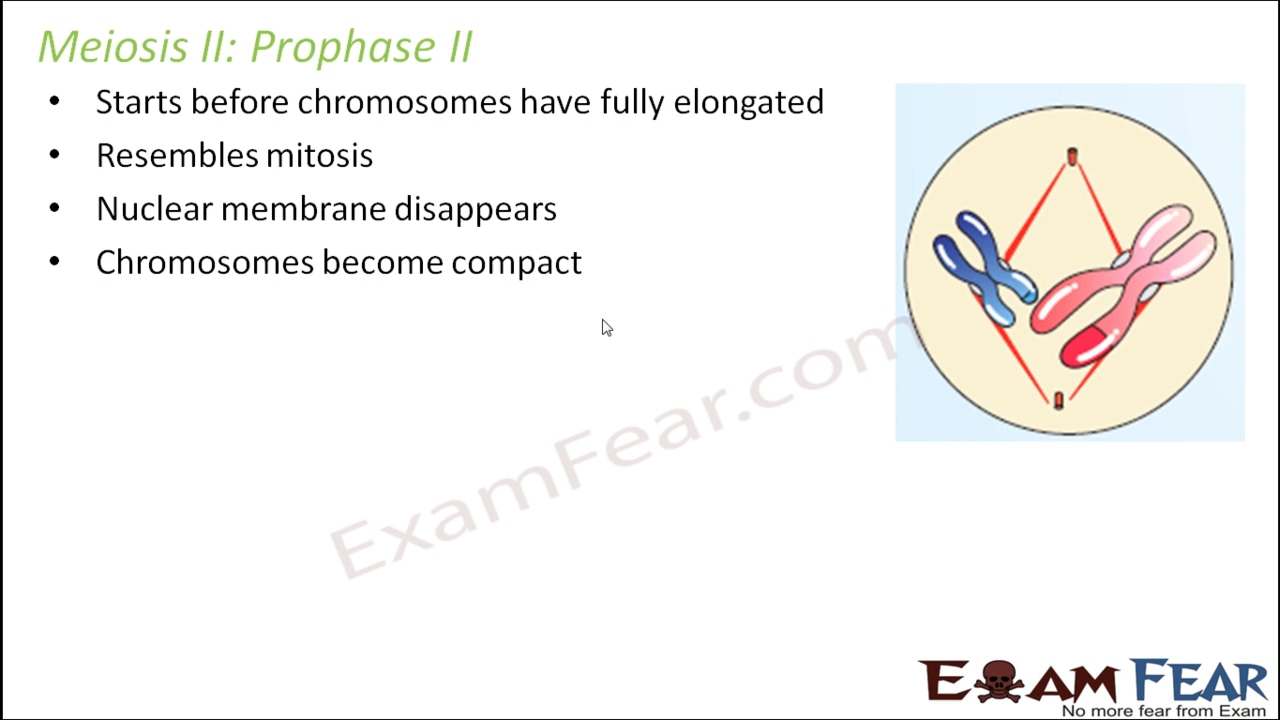 Meiosis II: Prophase II
• Starts before chromosomes have fully elongated
• Resembles mitosis
• Nuclear membrane disappears
• Chromosomes become compact
ExamFear.com
EXAM FEAR
No more fear from Exam